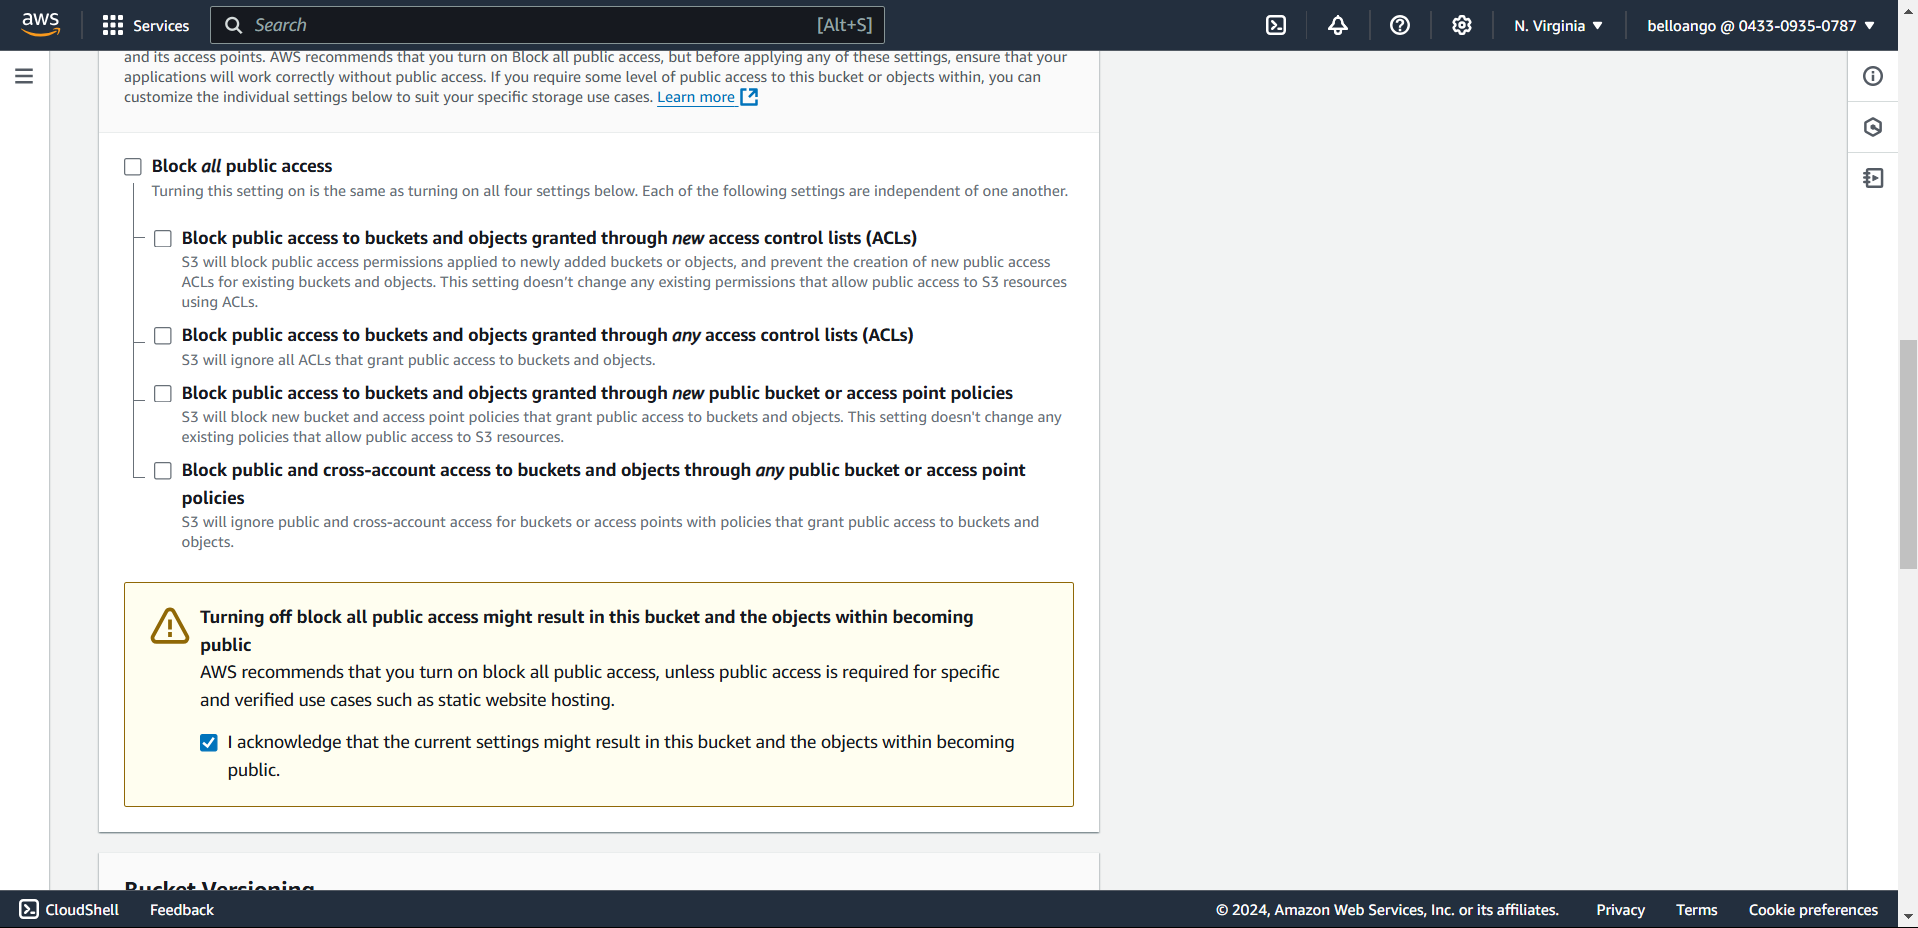 aws
Services
Search
[Alt+S]
N. Virginia
belloango @ 0433-0935-0787
and its access points. AWS recommends that you turn on Block all public access, but before applying any of these settings, ensure that your
applications will work correctly without public access. If you require some level of public access to this bucket or objects within, you can
customize the individual settings below to suit your specific storage use cases. Learn more
Block all public access
Turning this setting on is the same as turning on all four settings below. Each of the following settings are independent of one another.
Block public access to buckets and objects granted through new access control lists (ACLs)
S3 will block public access permissions applied to newly added buckets or objects, and prevent the creation of new public access
ACLs for existing buckets and objects. This setting doesn’t change any existing permissions that allow public access to S3 resources
using ACLs.
Block public access to buckets and objects granted through any access control lists (ACLs)
S3 will ignore all ACLs that grant public access to buckets and objects.
Block public access to buckets and objects granted through new public bucket or access point policies
S3 will block new bucket and access point policies that grant public access to buckets and objects. This setting doesn't change any
existing policies that allow public access to S3 resources.
Block public and cross-account access to buckets and objects through any public bucket or access point
policies
S3 will ignore public and cross-account access for buckets or access points with policies that grant public access to buckets and
objects.
Turning off block all public access might result in this bucket and the objects within becoming
public
AWS recommends that you turn on block all public access, unless public access is required for specific
and verified use cases such as static website hosting.
I acknowledge that the current settings might result in this bucket and the objects within becoming
public.
Bucket Versioning
CloudShell
Feedback
© 2024, Amazon Web Services, Inc. or its affiliates.
Privacy
Terms
Cookie preferences